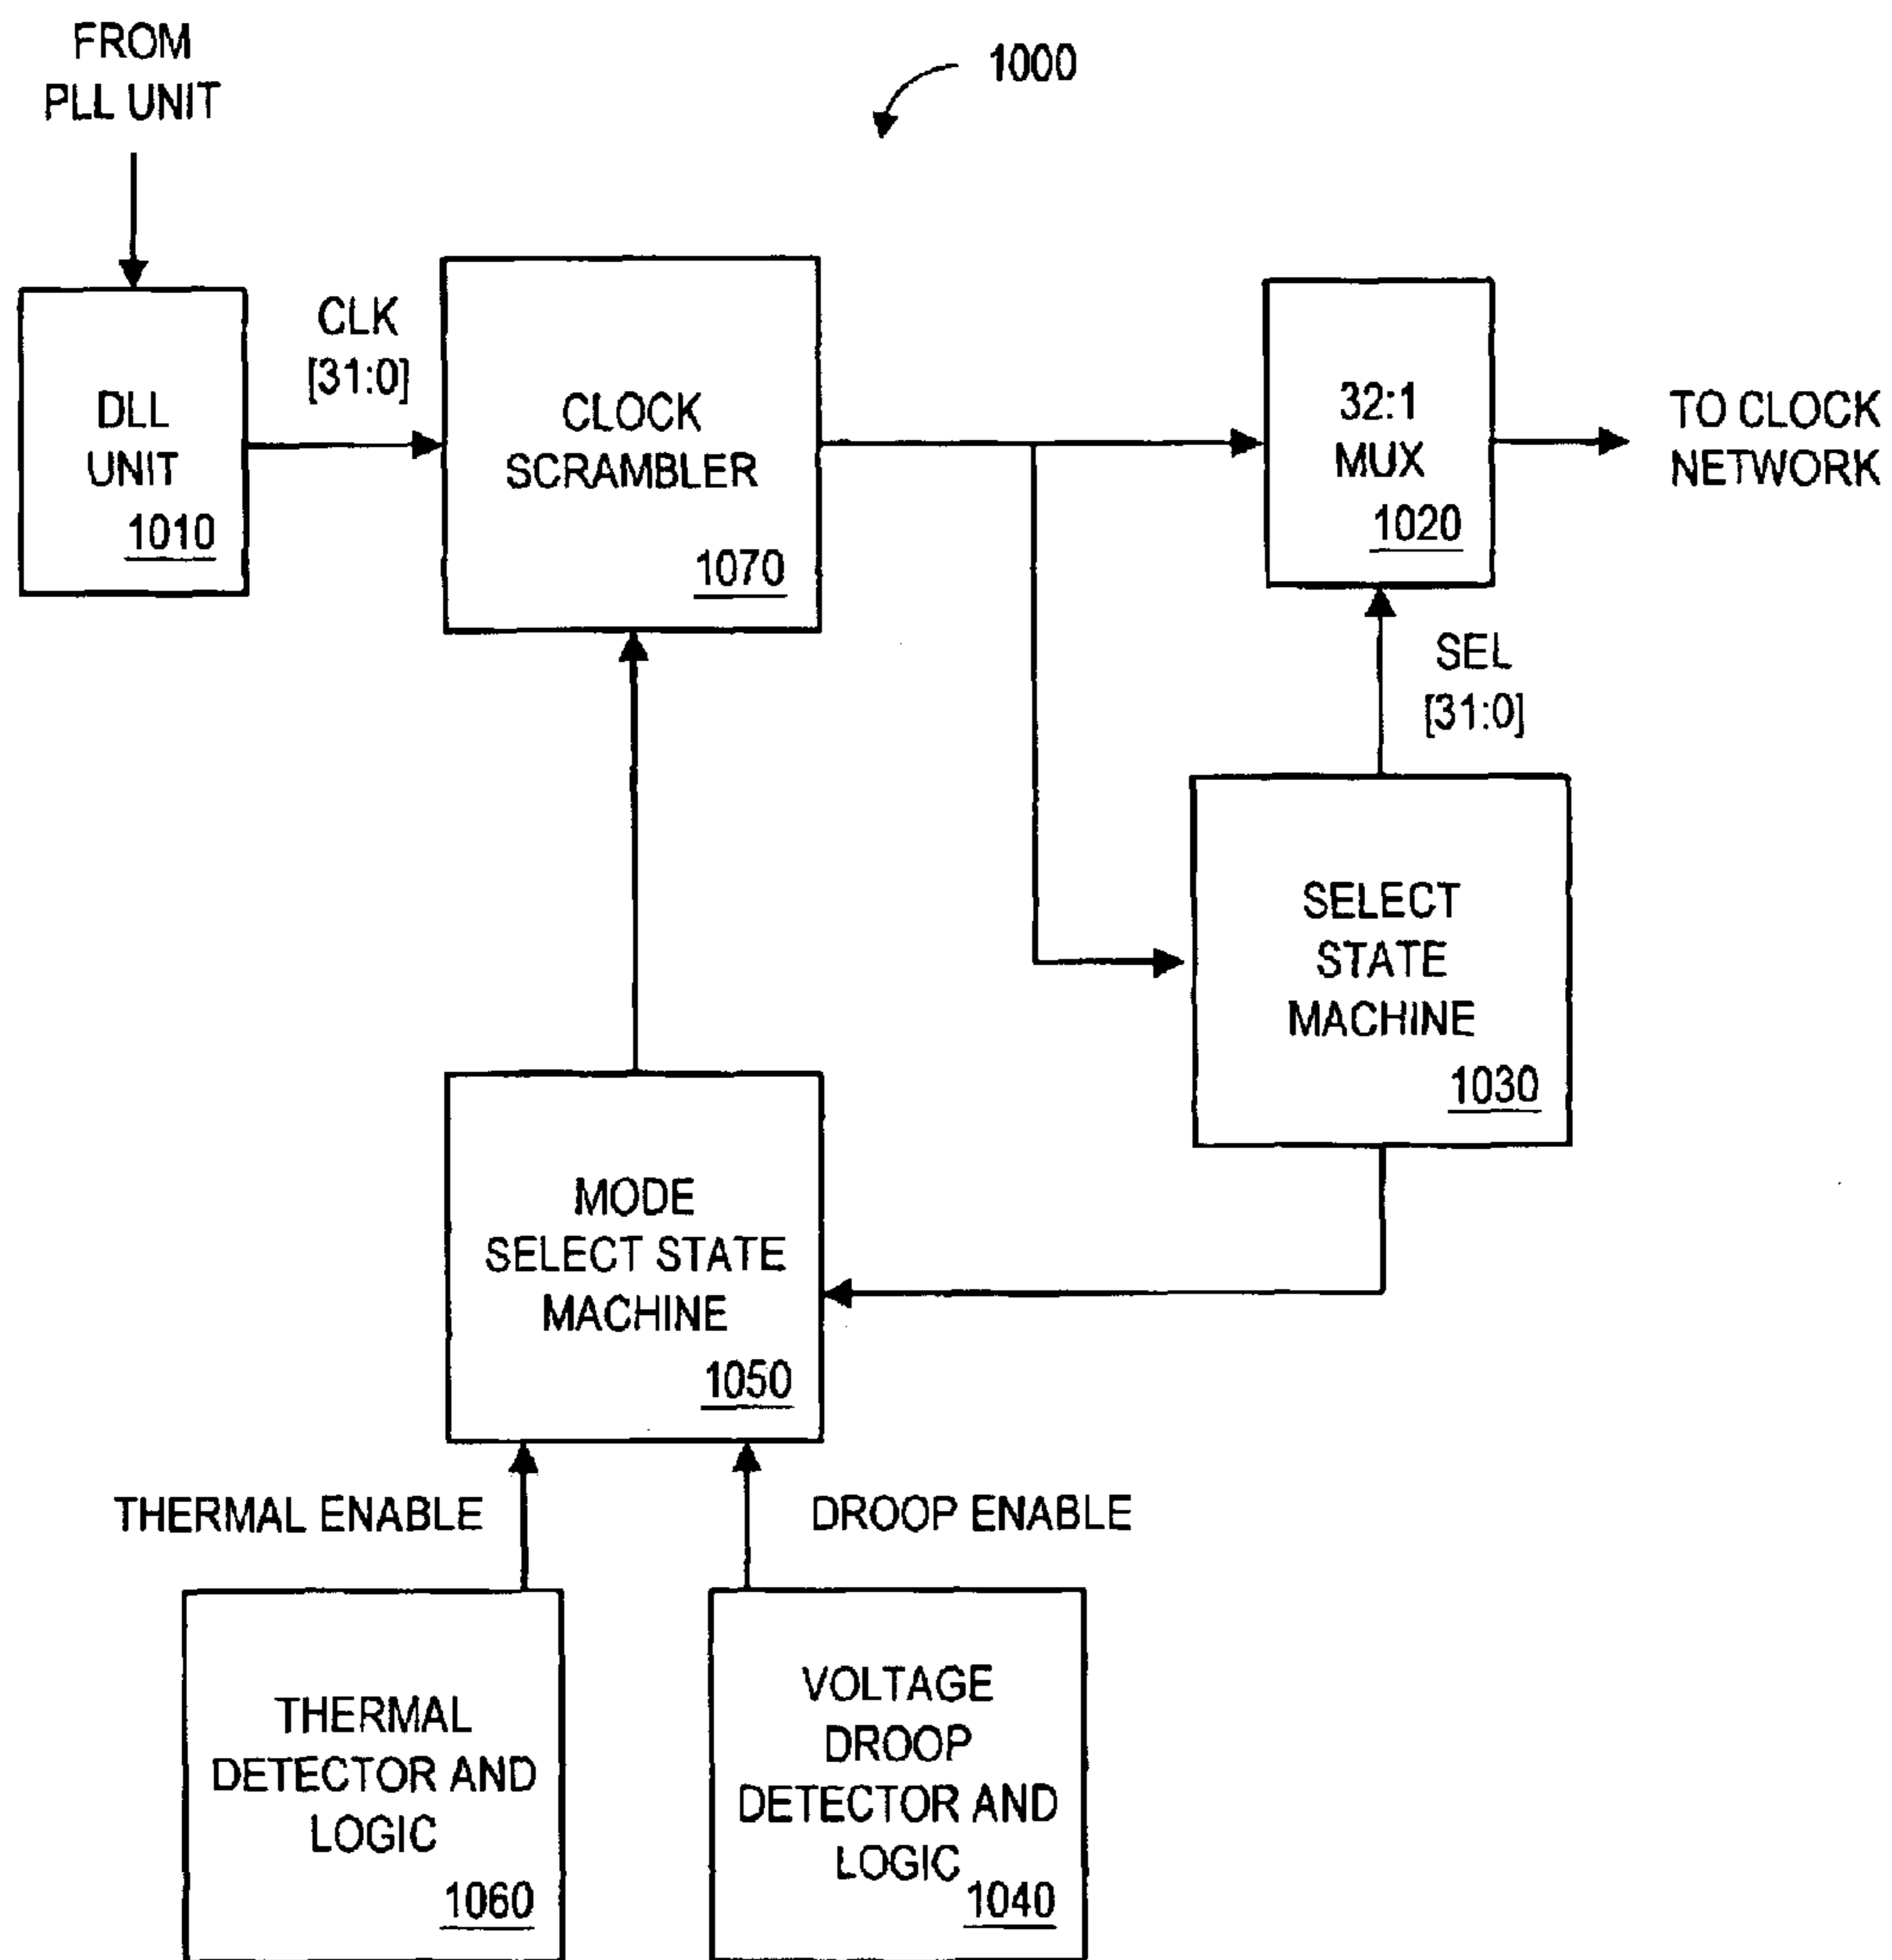 FROM
PLL UNIT
1000
CLK
[31:0]
DLL
UNIT
1010
CLOCK
SCRAMBLER
1070
32:1
MUX
1020
TO CLOCK
NETWORK
SEL
[31:0]
SELECT
STATE
MACHINE
1030
MODE
SELECT STATE
MACHINE
1050
THERMAL ENABLE
DROOP ENABLE
THERMAL
DETECTOR AND
LOGIC
1060
VOLTAGE
DROOP
DETECTOR AND
LOGIC
1040